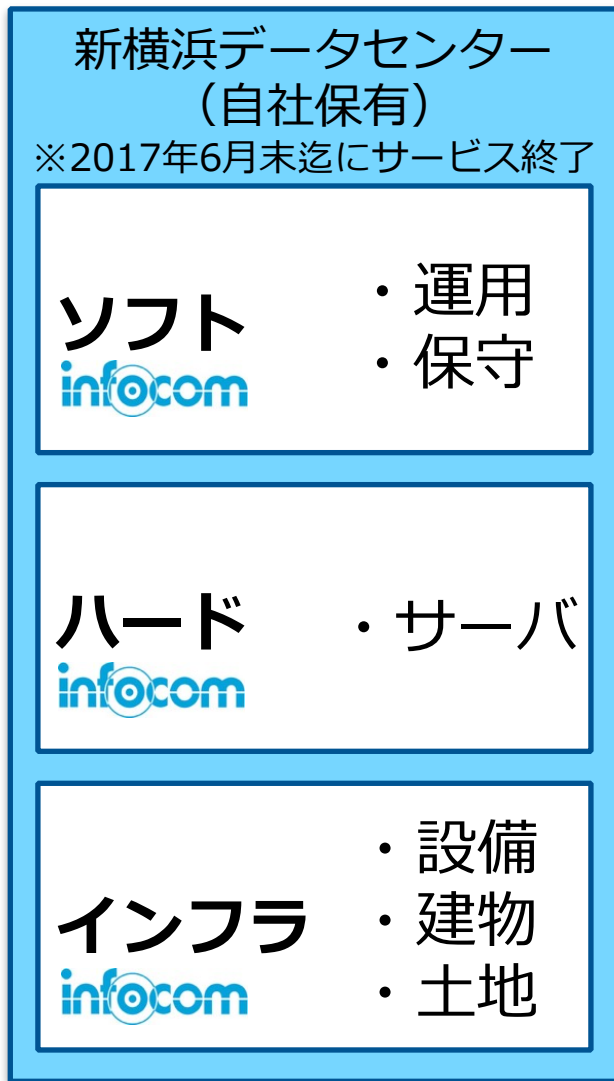 新横浜データセンター
（自社保有）
※2017年6月末迄にサービス終了
ソフト
infocom
・運用
・保守
ハード
infocom
・サーバ
インフラ
infocom
・設備
・建物
・土地